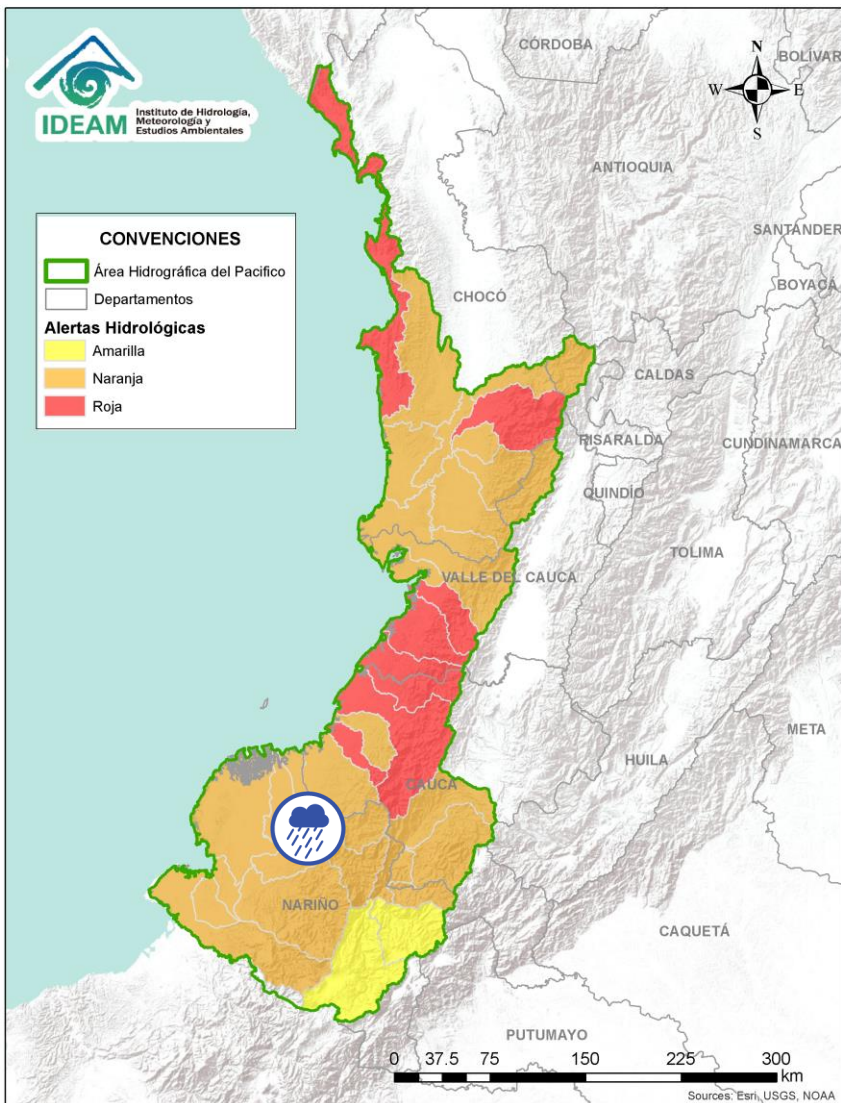 IDEAM
Instituto de Hidrología,
Meteorología y
Estudios Ambientales
CÓRDOBA
BOLÍVAR
N
W
E
S
ANTIOQUIA
SANTANDER
BOYACÁ
CONVENCIONES
Área Hidrográfica del Pacifico
Departamentos
Alertas Hidrológicas
Amarilla
Naranja
Roja
CHOCÓ
CALDAS
RISARALDA
CUNDINAMARCA
QUINDÍO
TOLIMA
VALLE DEL CAUCA
META
HUILA
CAUCA
NARIÑO
CAQUETÁ
PUTUMAYO
0 37.5 75 150 225 300
km
Sources: Esri, USGS, NOAA